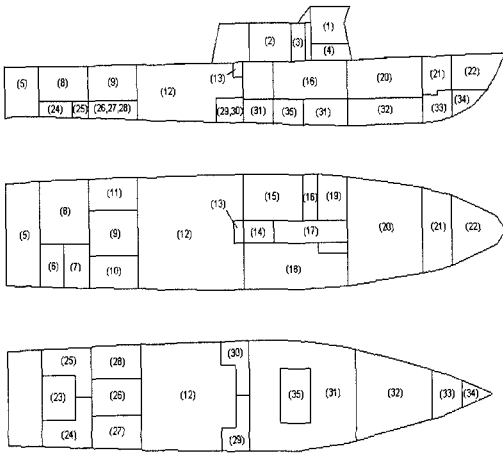 (1)
(2) (3)
(4)
(5) (8) (9) (12) (13) (16) (20) (21) (22)
(24) (25) (26,27,28) (29,30) (31) (35) (31) (32) (33) (34)
(11)
(15) (16) (19)
(8)
(13)
(5) (9) (12) (14) (17) (20) (21) (22)
(6) (7) (10) (18)
(25) (28) (30)
(23) (26) (12) (35) (31) (32) (33) (34)
(24) (27) (29)